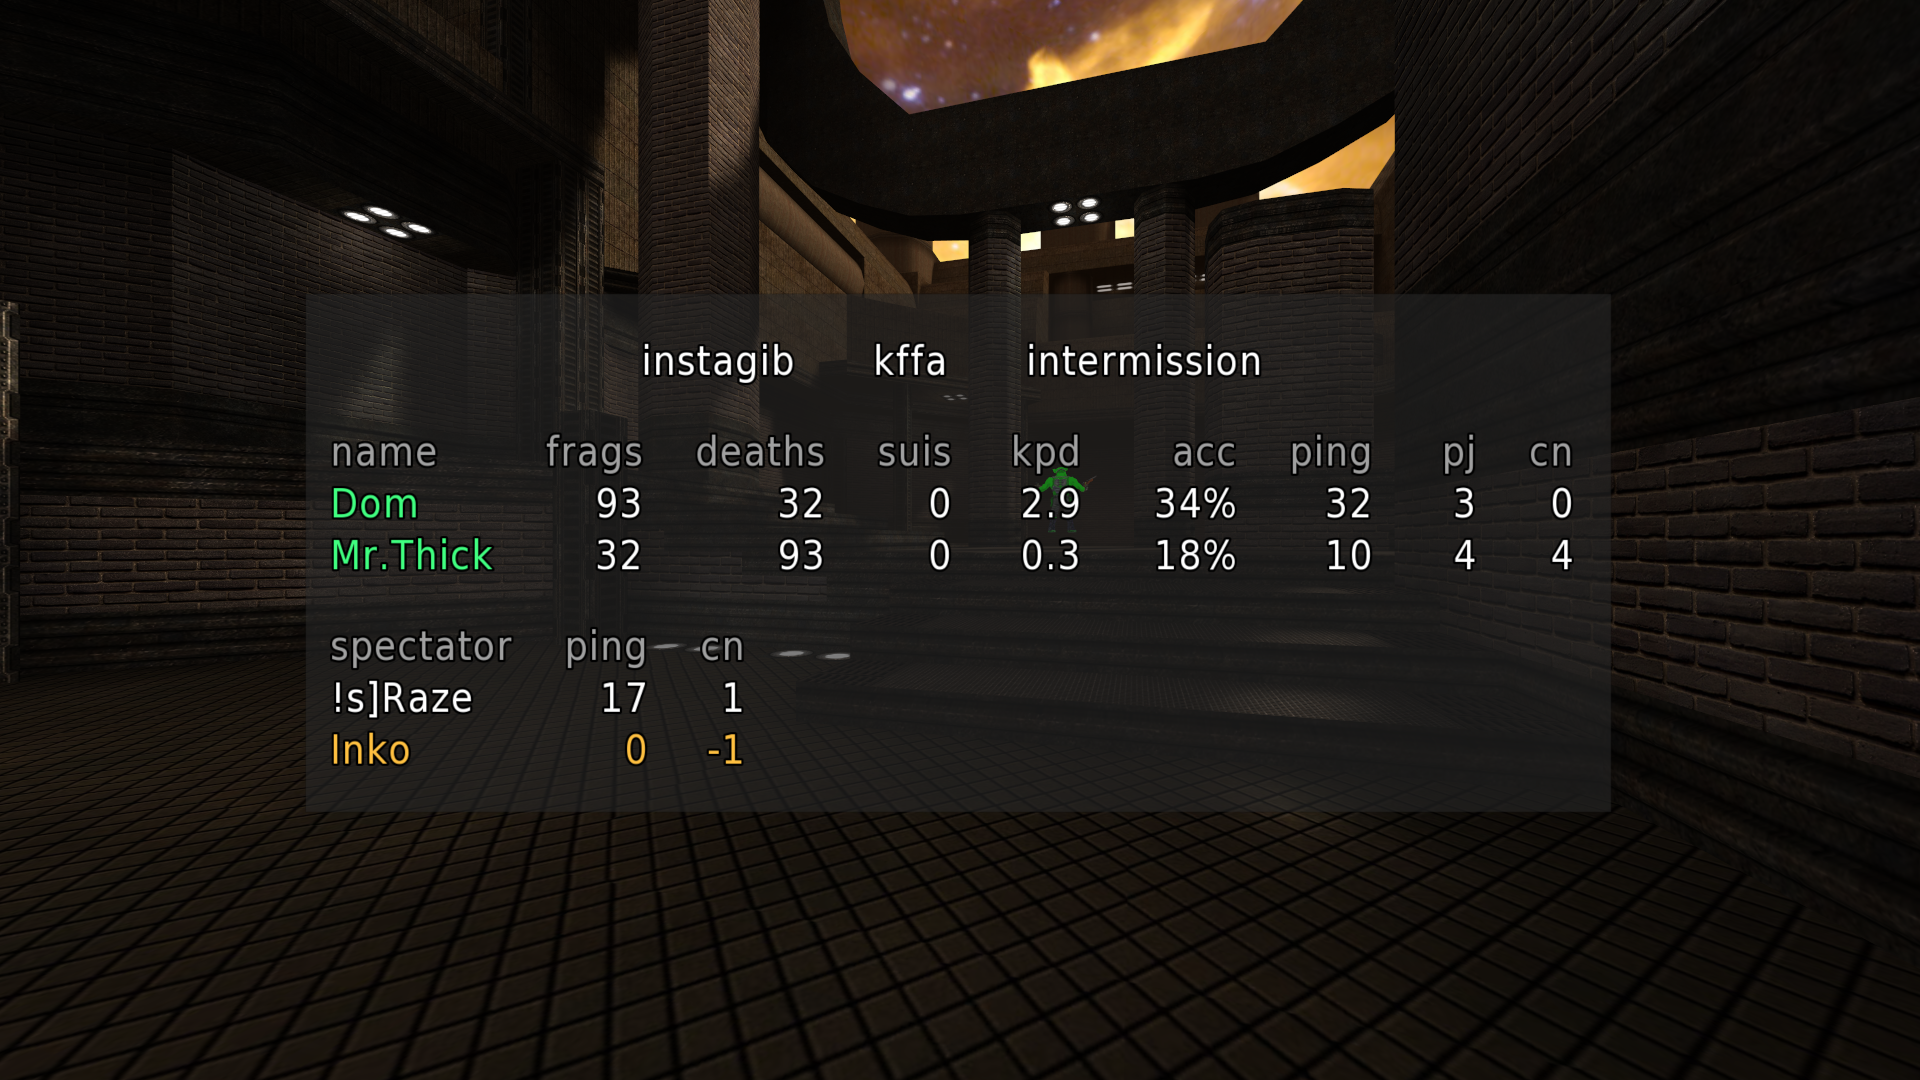 instagib kffa intermission
name frags deaths suis kpd acc ping pj cn
Dom 93 32 0 2.9 34% 32 3 0
Mr.Thick 32 93 0 0.3 18% 10 4 4
spectator ping cn
!s]Raze 17 1
Inko 0 -1